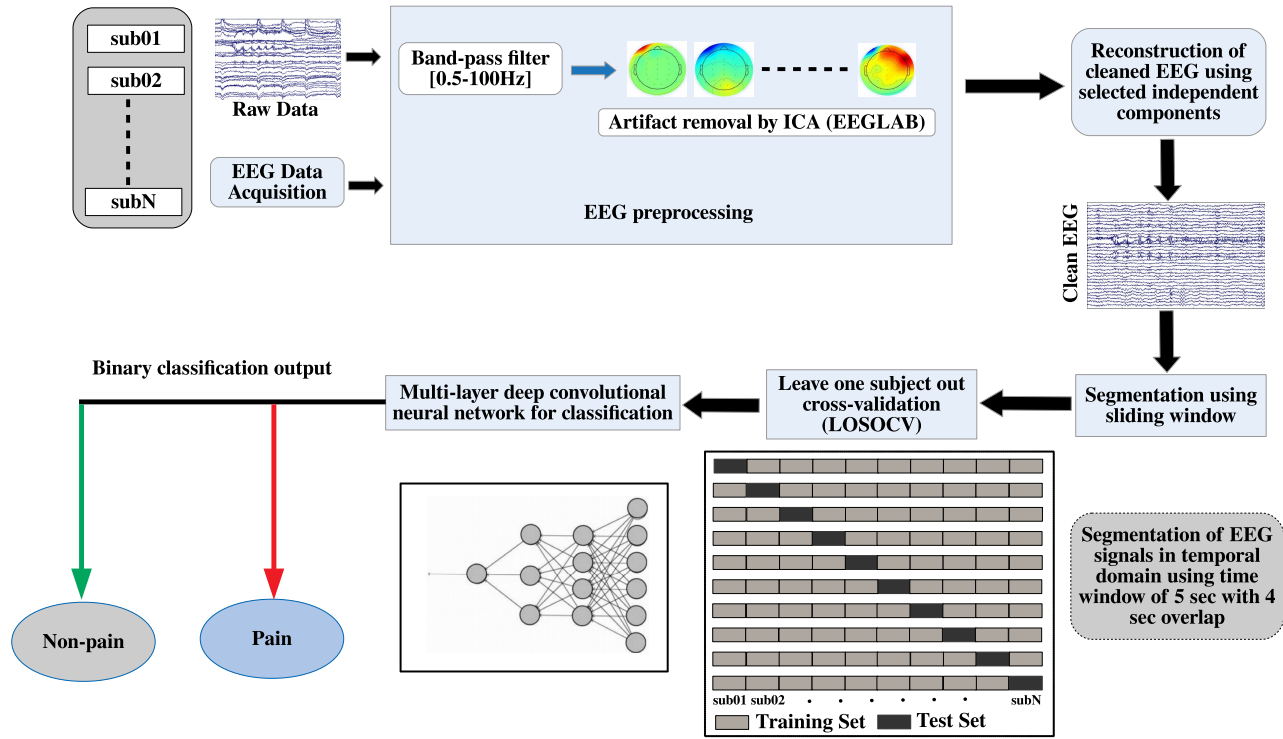 sub01
sub02
subN
Raw Data
EEG Data
Acquisition
Band-pass filter
[0.5-100Hz]
Artifact removal by ICA (EEGLAB)
EEG preprocessing
Reconstruction of
cleaned EEG using
selected independent
components
Clean EEG
Segmentation using
sliding window
Leave one subject out
cross-validation
(LOSOCV)
Multi-layer deep convolutional
neural network for classification
Binary classification output
Non-pain
Pain
sub01 sub02 . . . . . . subN
Training Set Test Set
Segmentation of EEG
signals in temporal
domain using time
window of 5 sec with 4
sec overlap